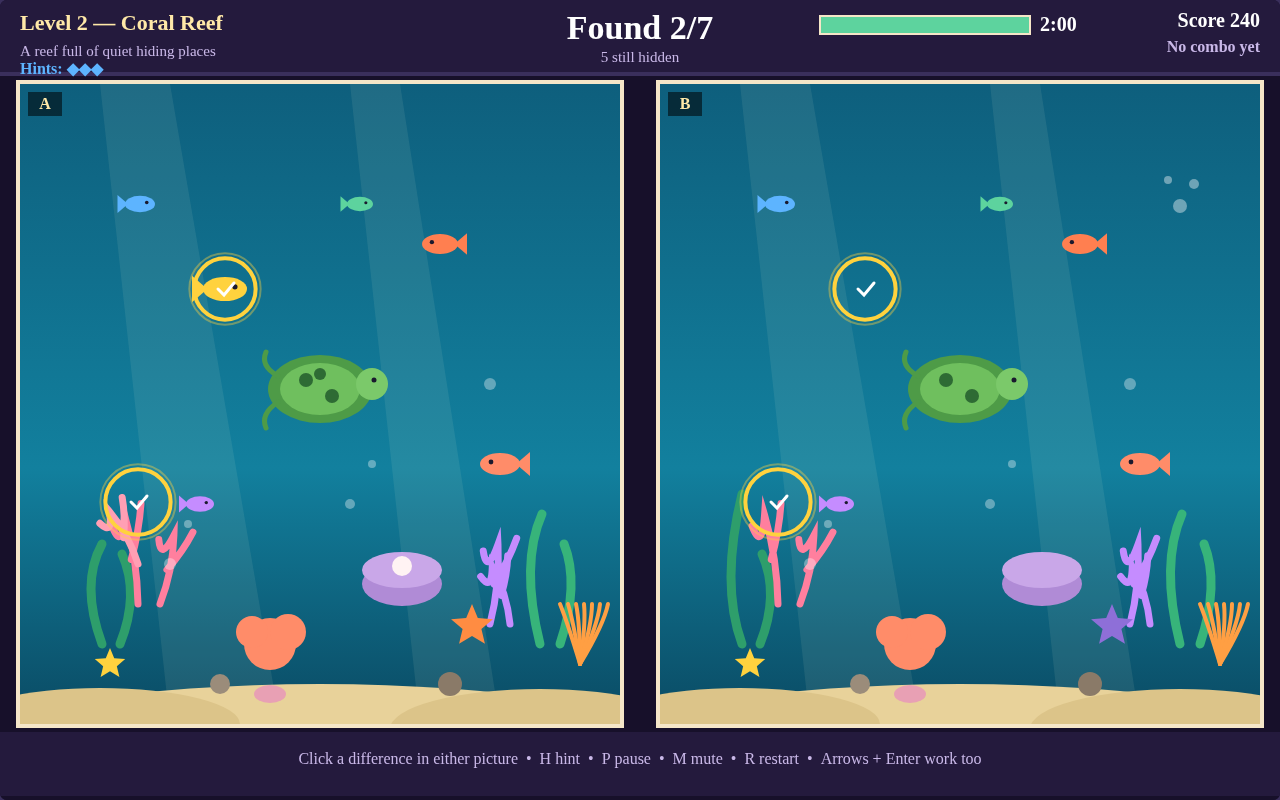 Level 2 — Coral Reef
A reef full of quiet hiding places
Hints: ◆◆◆
Found 2/7
5 still hidden
2:00
Score 240
No combo yet
A
B
Click a difference in either picture • H hint • P pause • M mute • R restart • Arrows + Enter work too